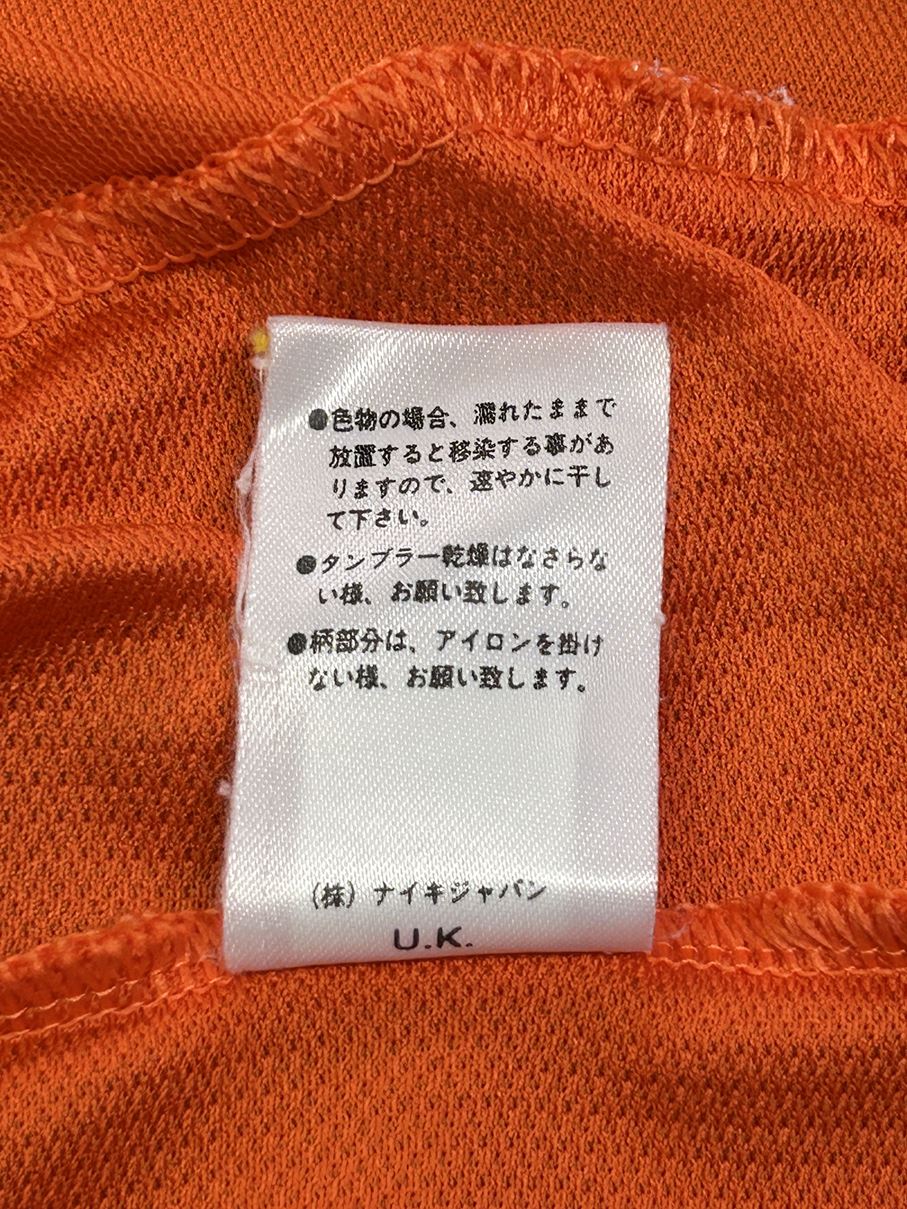 ●色物の場合、濡れたままで
放置すると移染する事があ
りますので、速やかに干し
て下さい。
●タンブラー乾燥はなさらな
い様、お願い致します。
●柄部分は、アイロンを掛け
ない様、お願い致します。
(株) ナイキジャパン
U.K.